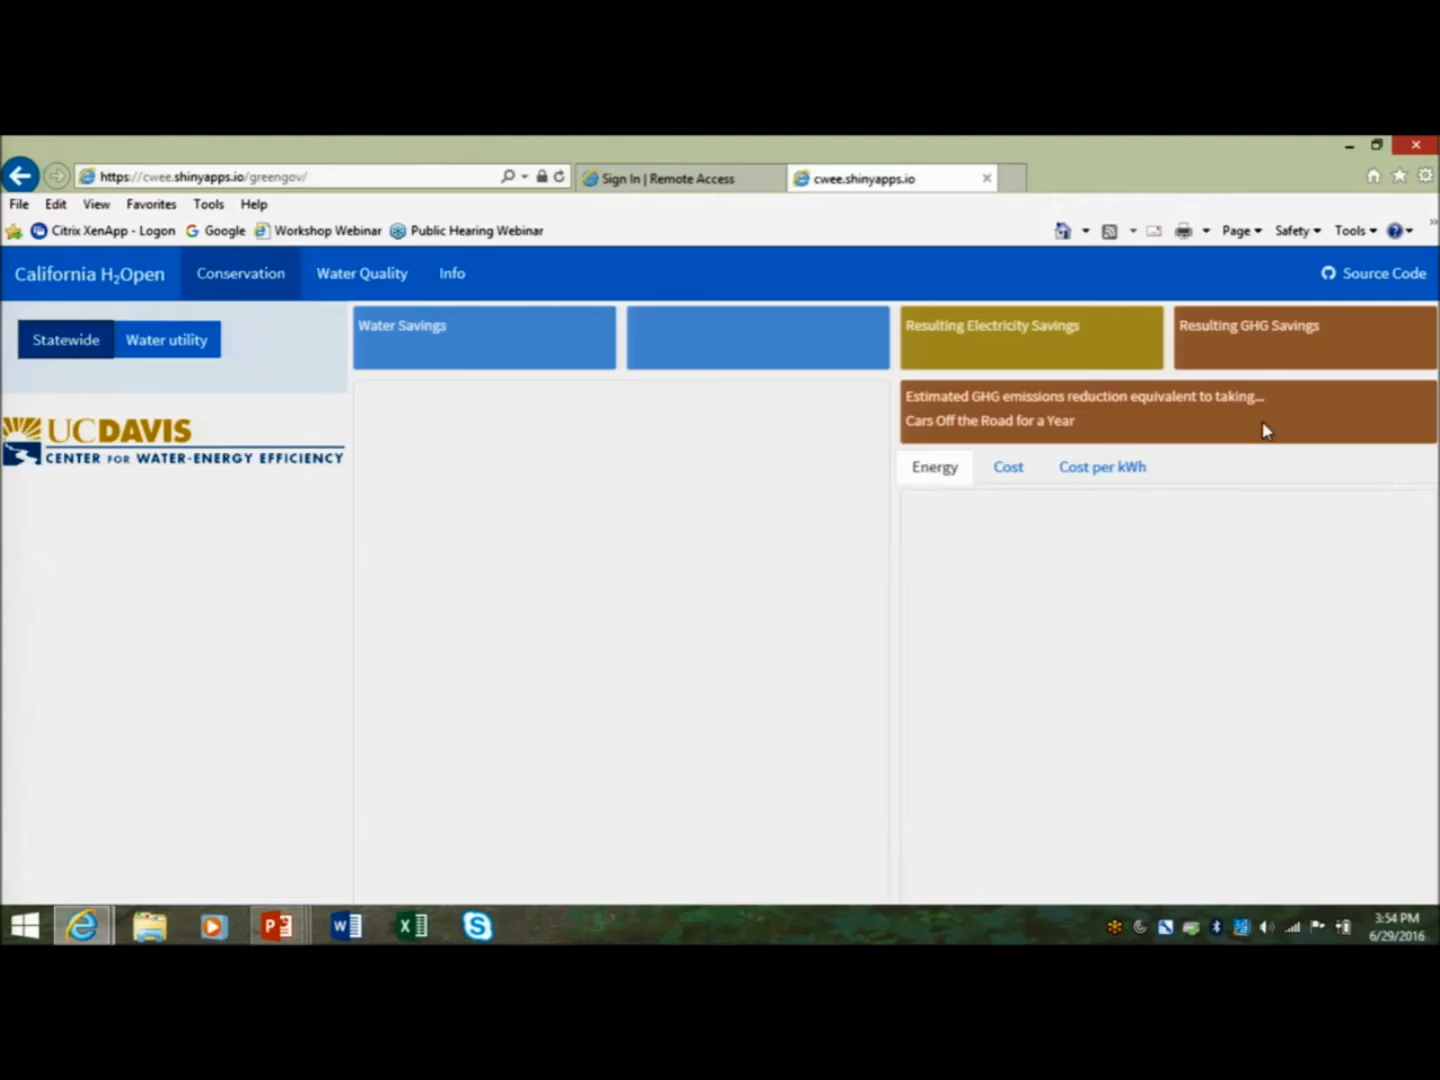 https://cwee.shinyapps.io/greengov/
Sign In | Remote Access
cwee.shinyapps.io
File Edit View Favorites Tools Help
Citrix XenApp - Logon Google Workshop Webinar Public Hearing Webinar
Page Safety Tools
California H₂Open Conservation Water Quality Info Source Code
Statewide Water utility
Water Savings
Resulting Electricity Savings
Resulting GHG Savings
Estimated GHG emissions reduction equivalent to taking...
Cars Off the Road for a Year
UCDAVIS
CENTER FOR WATER-ENERGY EFFICIENCY
Energy Cost Cost per kWh
3:54 PM
6/29/2016